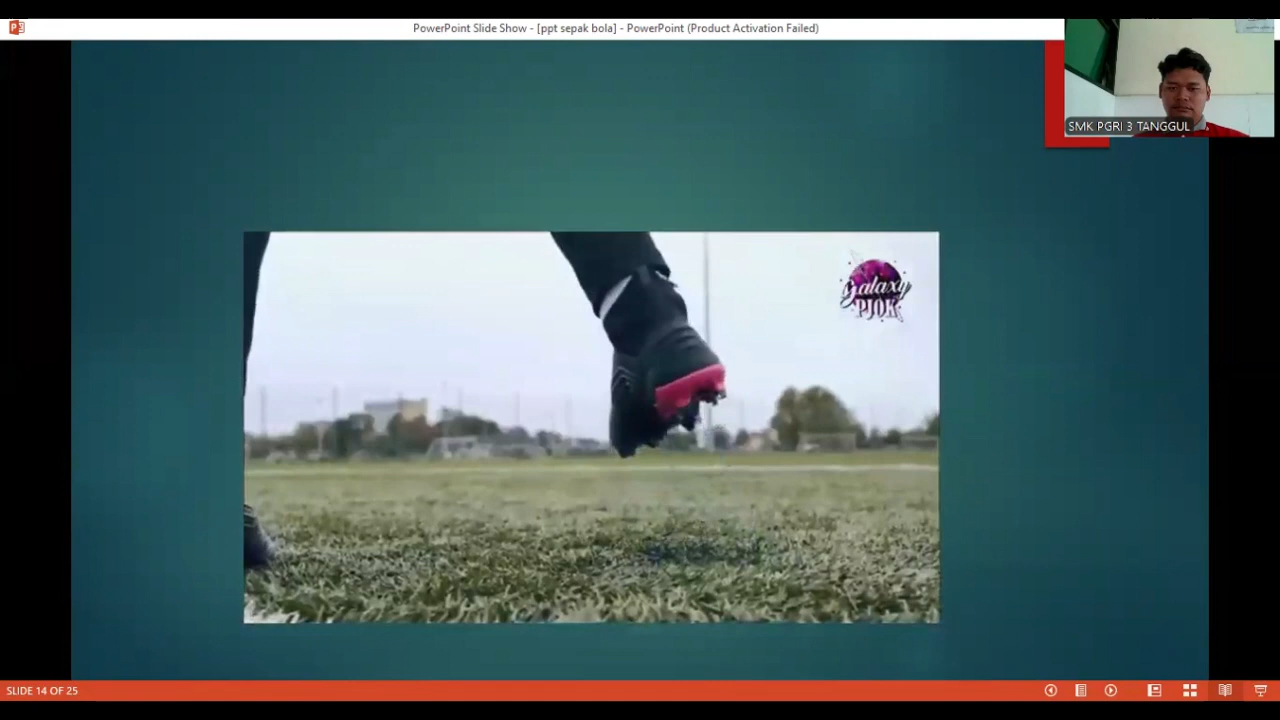 PowerPoint Slide Show - [ppt sepak bola] - PowerPoint (Product Activation Failed)
SMK PGRI 3 TANGGUL
Galaxy
PJOK
SLIDE 14 OF 25